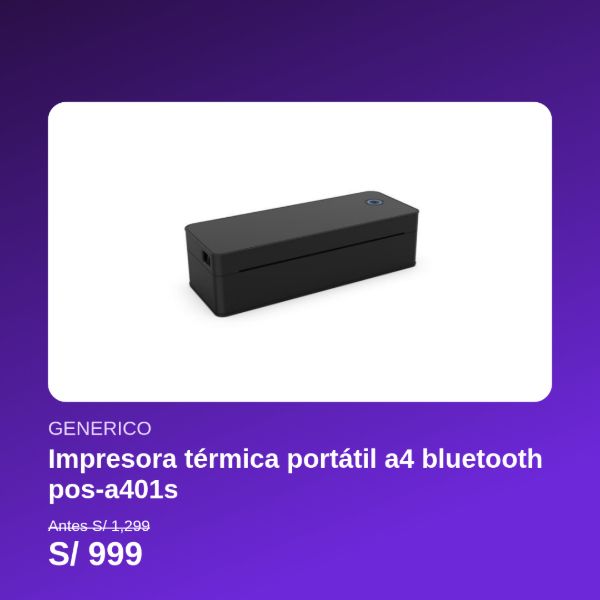 GENERICO
Impresora térmica portátil a4 bluetooth
pos-a401s
Antes S/ 1,299
S/ 999